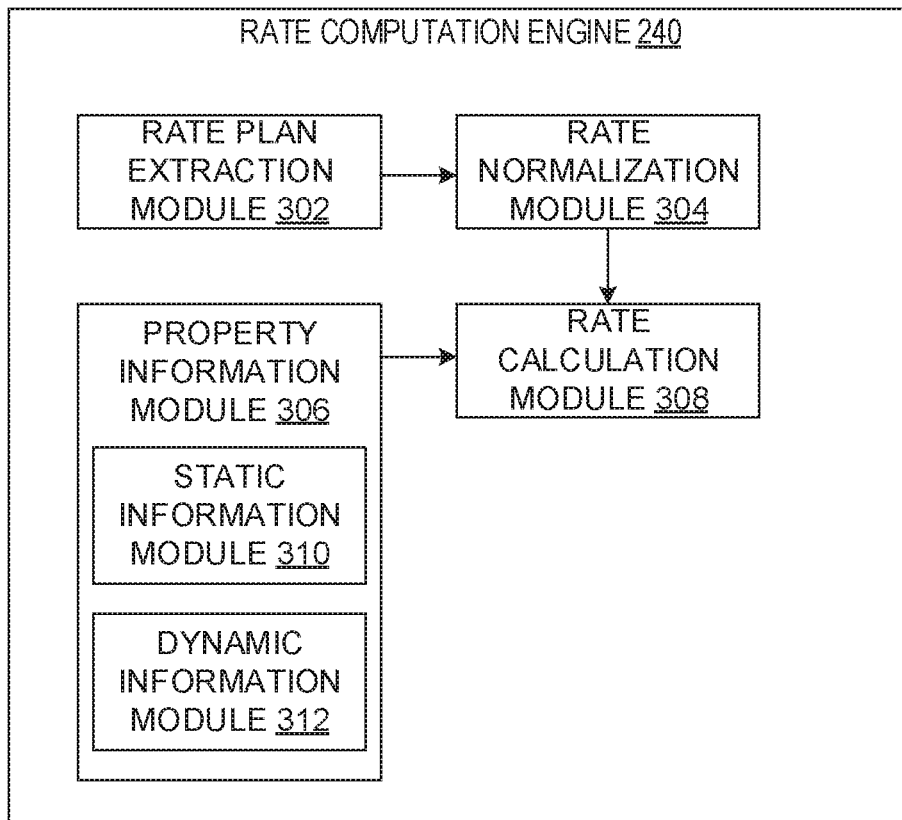 RATE COMPUTATION ENGINE 240
RATE PLAN
EXTRACTION
MODULE 302
RATE
NORMALIZATION
MODULE 304
PROPERTY
INFORMATION
MODULE 306
RATE
CALCULATION
MODULE 308
STATIC
INFORMATION
MODULE 310
DYNAMIC
INFORMATION
MODULE 312